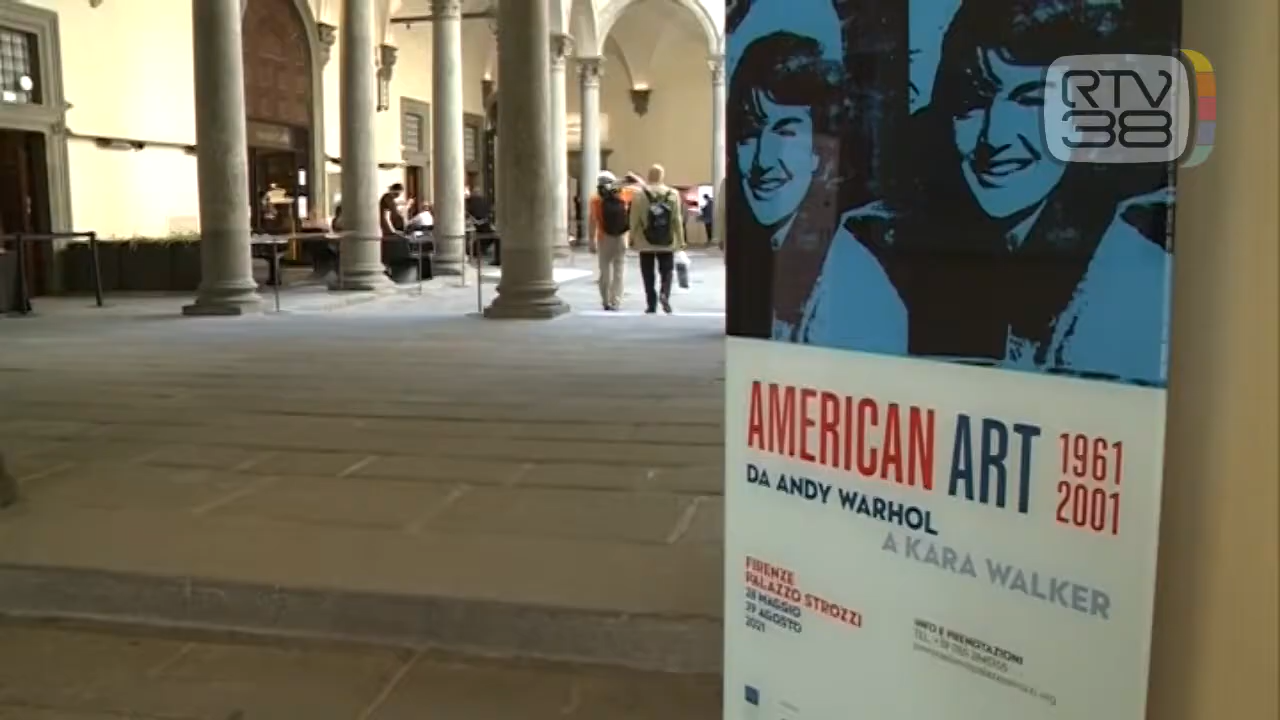 RTV
38
AMERICAN ART 1961
2001
DA ANDY WARHOL
A KARA WALKER
FIRENZE
PALAZZO STROZZI
28 MAGGIO
29 AGOSTO
2021
INFO E PRENOTAZIONI